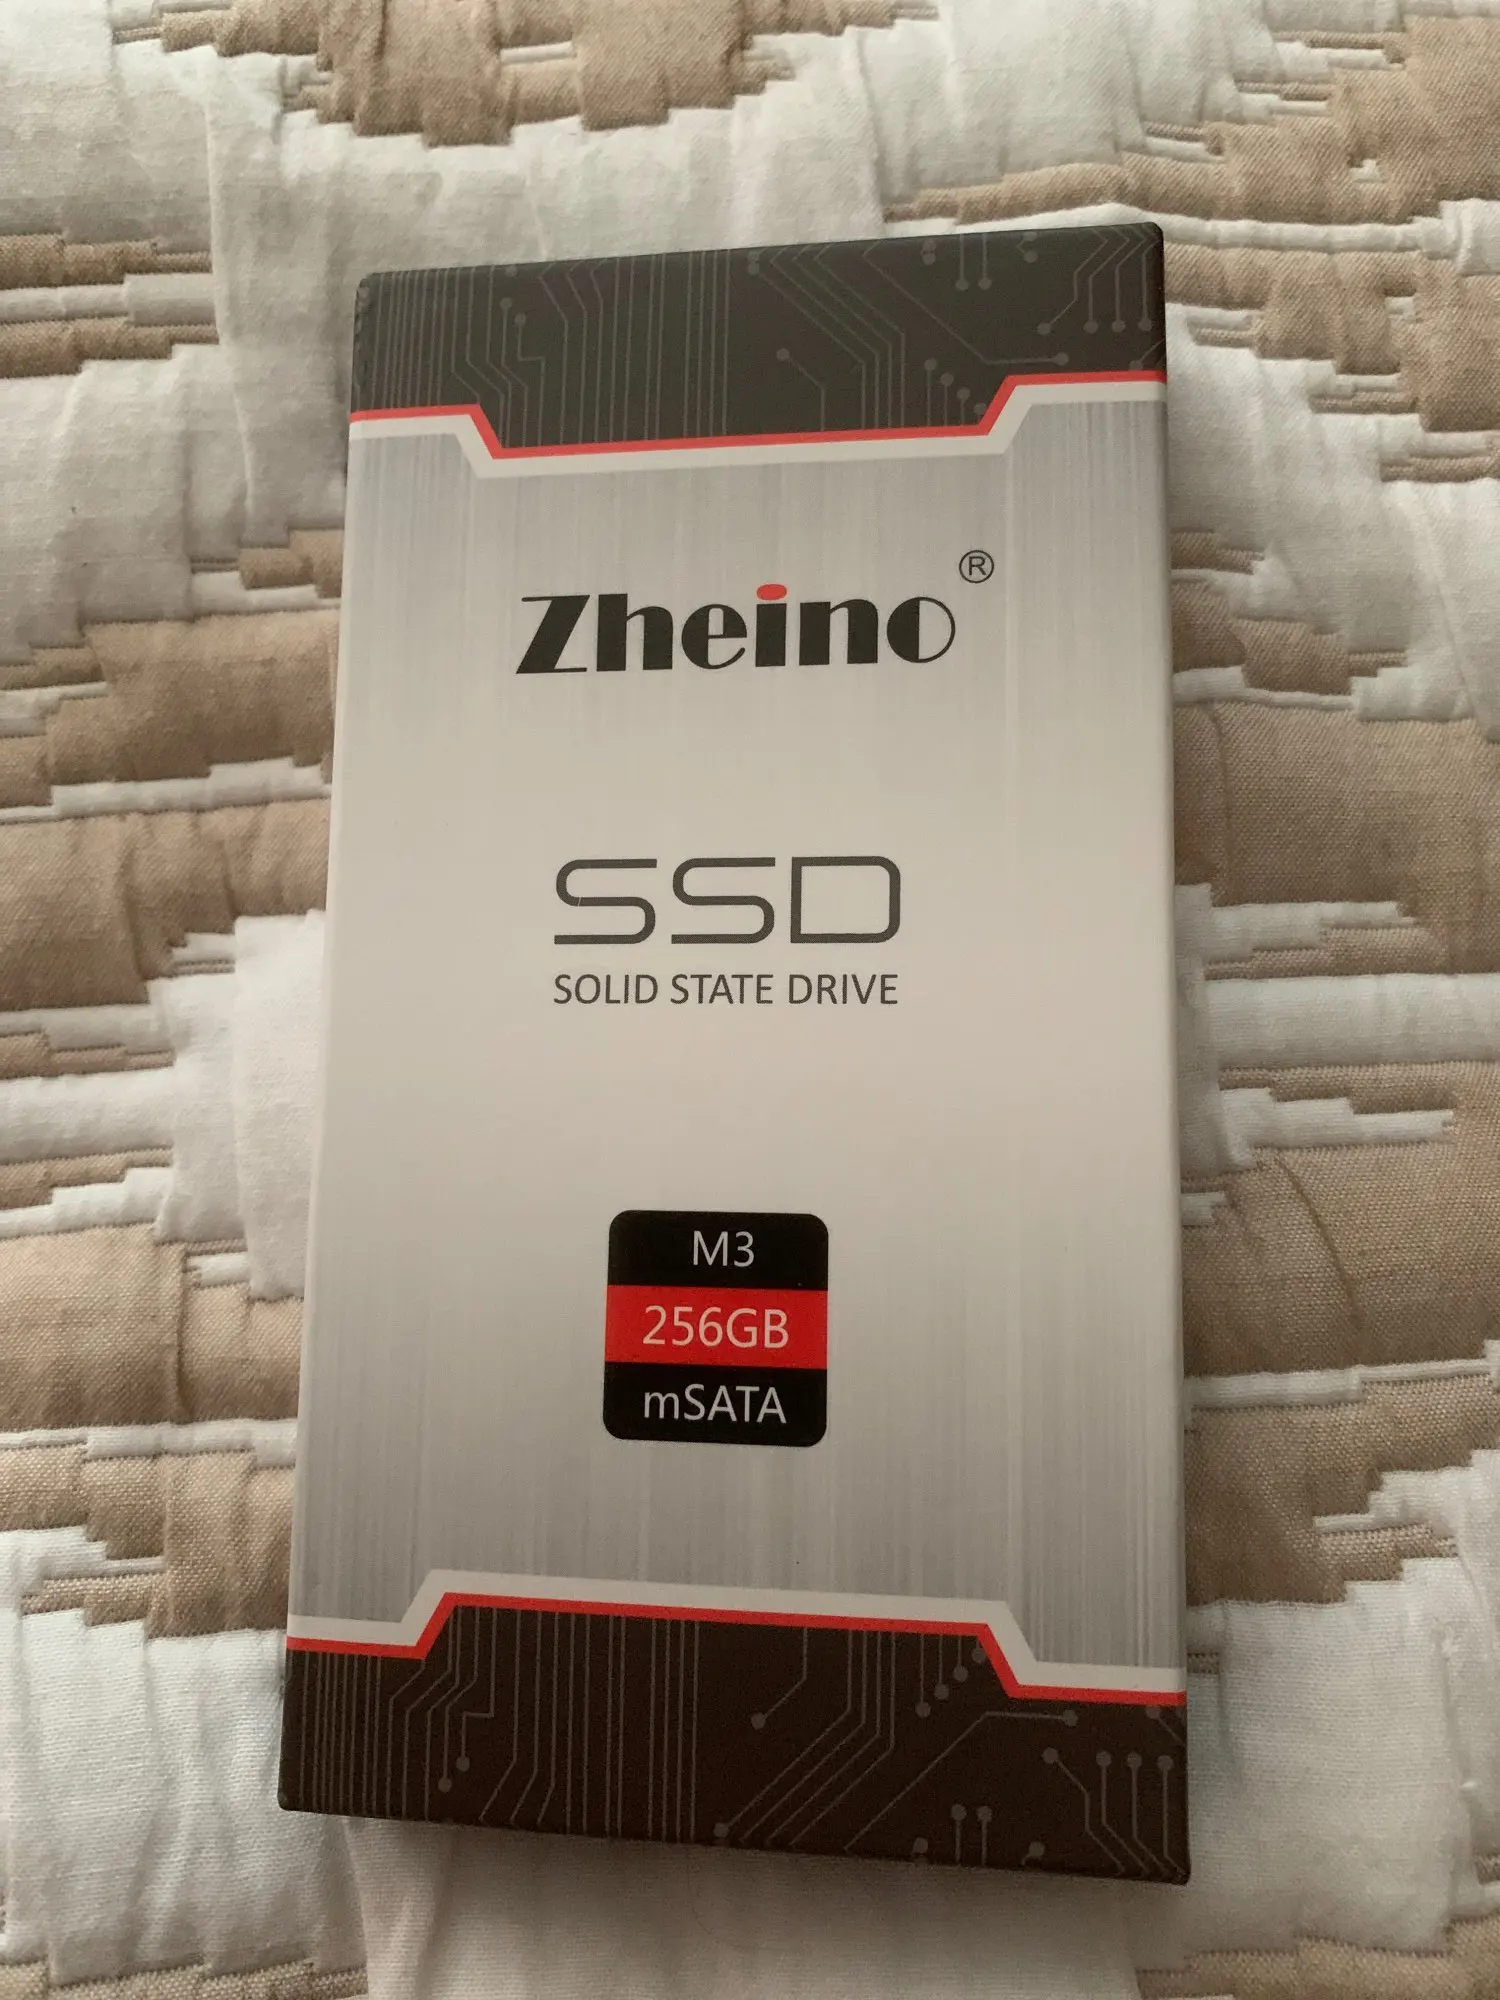 Zheino®
SSD
SOLID STATE DRIVE
M3
256GB
mSATA